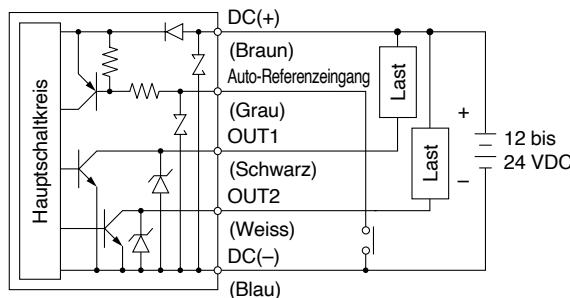 Hauptschaltkreis
DC(+)
(Braun)
Auto-Referenzeingang
(Grau)
OUT1
(Schwarz)
OUT2
(Weiss)
DC(–)
(Blau)
Last
Last
+
–
12 bis
24 VDC